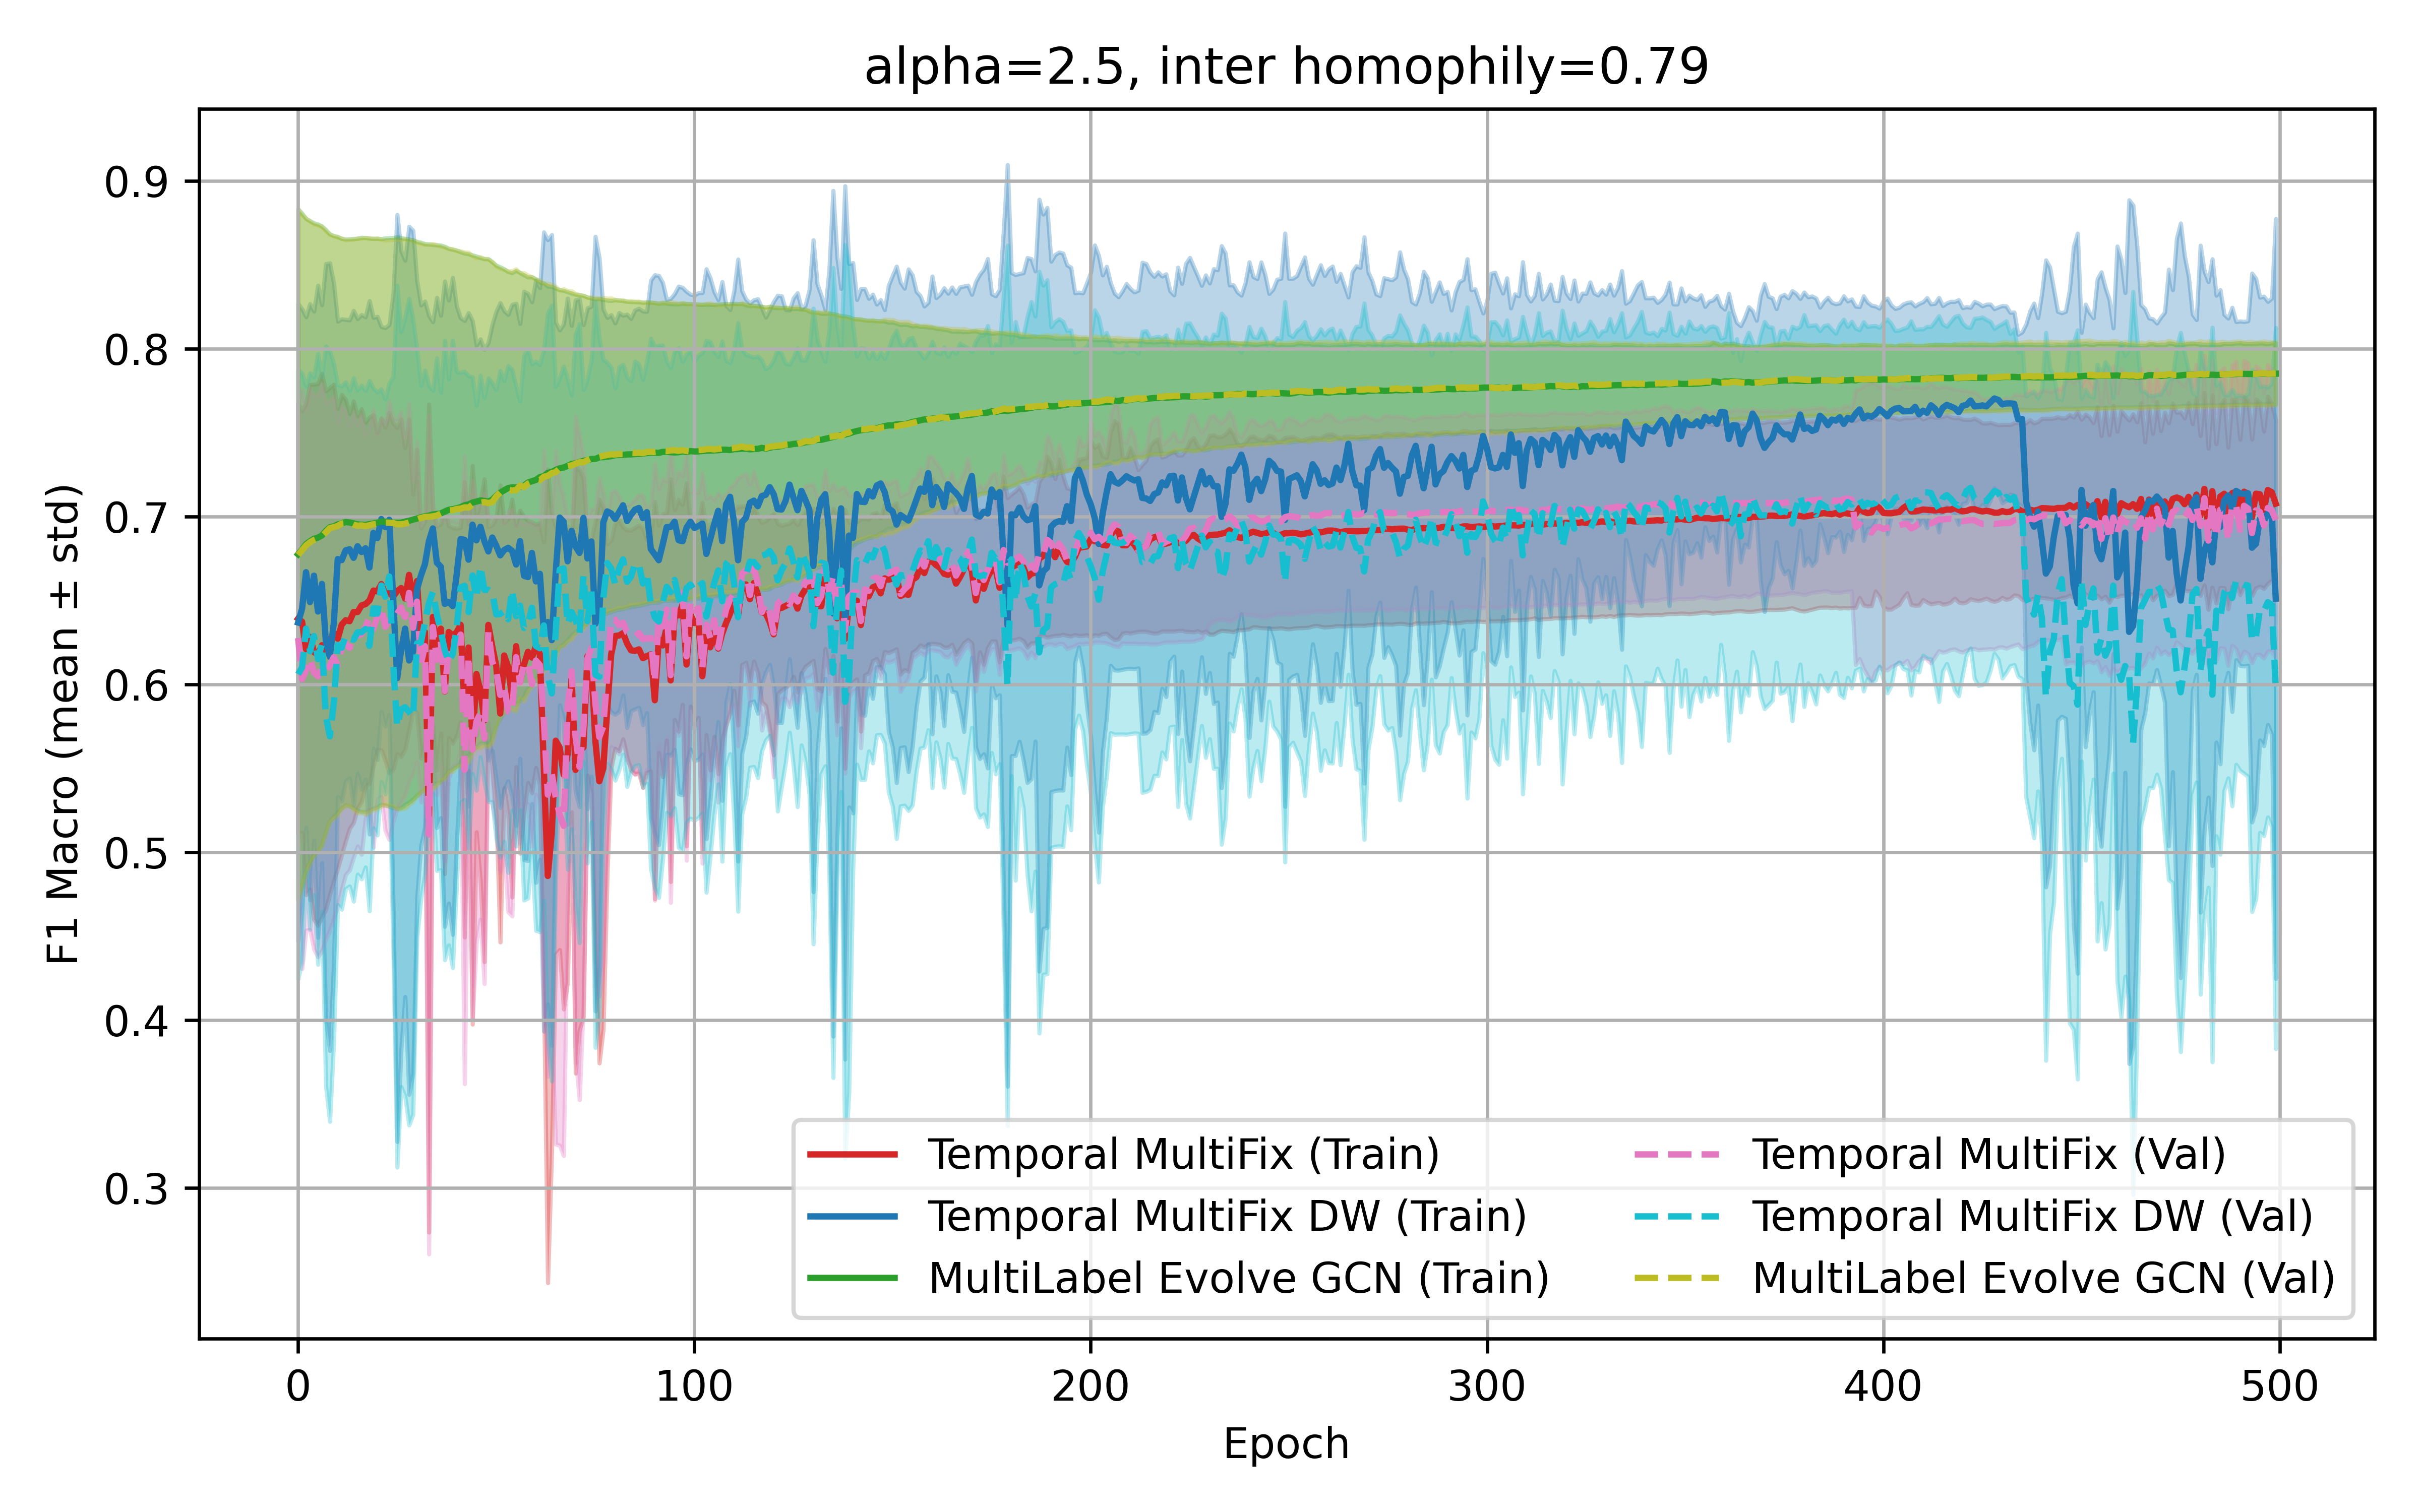 alpha=2.5, inter homophily=0.79
F1 Macro (mean ± std)
0.9
0.8
0.7
0.6
0.5
0.4
0.3
Temporal MultiFix (Train)
Temporal MultiFix DW (Train)
MultiLabel Evolve GCN (Train)
Temporal MultiFix (Val)
Temporal MultiFix DW (Val)
MultiLabel Evolve GCN (Val)
0 100 200 300 400 500
Epoch